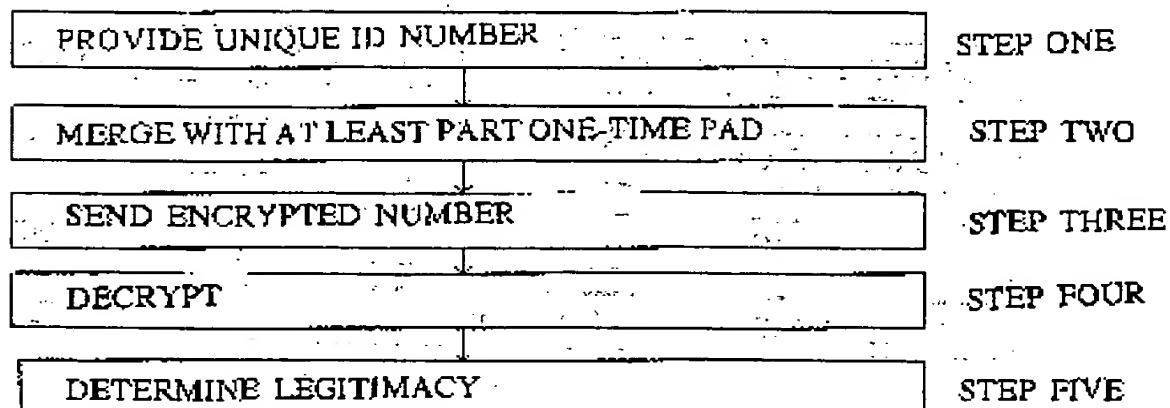 PROVIDE UNIQUE ID NUMBER STEP ONE
MERGE WITH AT LEAST PART ONE-TIME PAD STEP TWO
SEND ENCRYPTED NUMBER STEP THREE
DECRYPT STEP FOUR
DETERMINE LEGITIMACY STEP FIVE